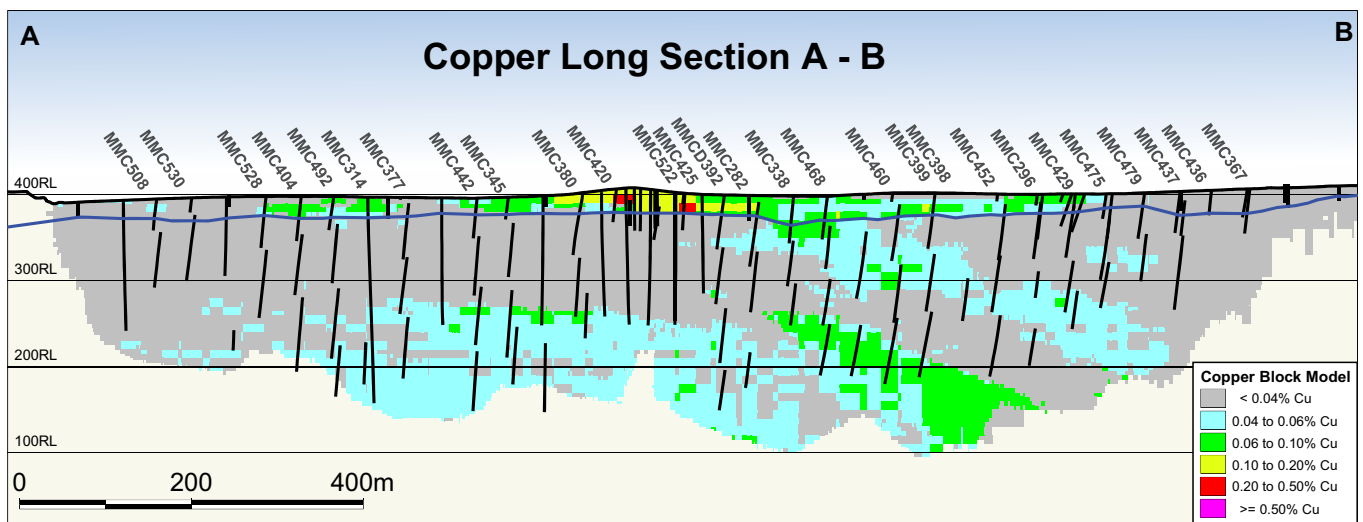 A
B
Copper Long Section A - B
MMC508
MMC530
MMC528
MMC404
MMC492
MMC314
MMC377
MMC442
MMC345
MMC380
MMC420
MMC522
MMC425
MMCD392
MMC282
MMC338
MMC468
MMC460
MMC399
MMC398
MMC452
MMC296
MMC429
MMC475
MMC479
MMC437
MMC436
MMC367
400RL
300RL
200RL
100RL
0 200 400m
Copper Block Model
< 0.04% Cu
0.04 to 0.06% Cu
0.06 to 0.10% Cu
0.10 to 0.20% Cu
0.20 to 0.50% Cu
>= 0.50% Cu